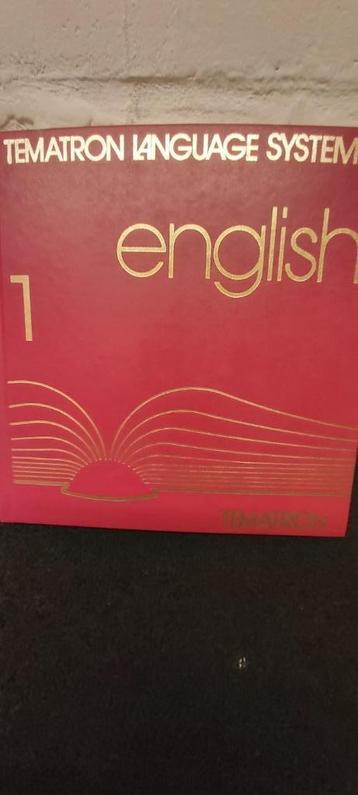 TEMATRON LANGUAGE SYSTEM
english
1
TEMATRON